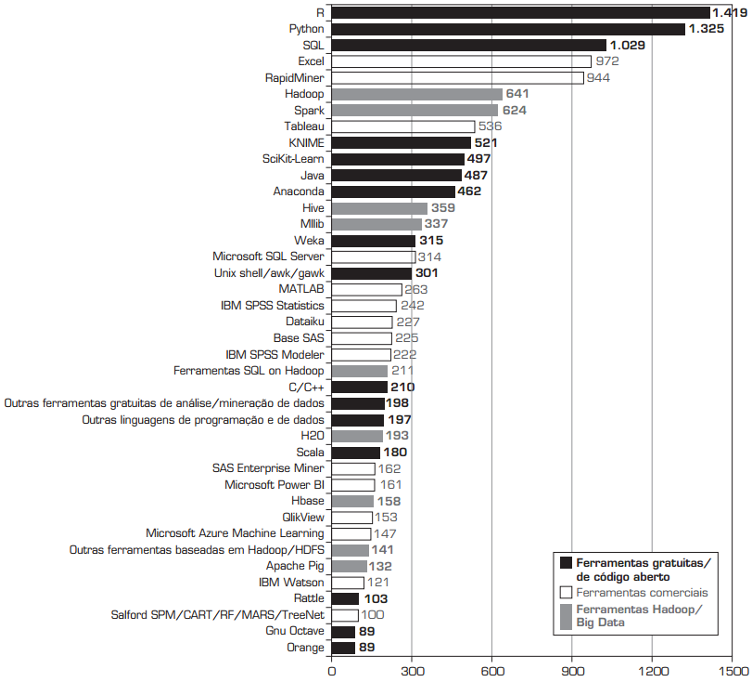 R 1.419
Python 1.325
SQL 1.029
Excel 972
RapidMiner 944
Hadoop 641
Spark 624
Tableau 536
KNIME 521
SciKit-Learn 497
Java 487
Anaconda 462
Hive 359
Mllib 337
Weka 315
Microsoft SQL Server 314
Unix shell/awk/gawk 301
MATLAB 263
IBM SPSS Statistics 242
Dataiku 227
Base SAS 225
IBM SPSS Modeler 222
Ferramentas SQL on Hadoop 211
C/C++ 210
Outras ferramentas gratuitas de análise/mineração de dados 198
Outras linguagens de programação e de dados 197
H2O 193
Scala 180
SAS Enterprise Miner 162
Microsoft Power BI 161
Hbase 158
QlikView 153
Microsoft Azure Machine Learning 147
Outras ferramentas baseadas em Hadoop/HDFS 141
Apache Pig 132
IBM Watson 121
Rattle 103
Salford SPM/CART/RF/MARS/TreeNet 100
Gnu Octave 89
Orange 89
0 300 600 900 1200 1500
Ferramentas gratuitas/
de código aberto
Ferramentas comerciais
Ferramentas Hadoop/
Big Data